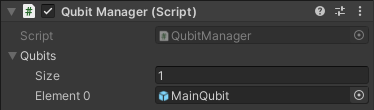 Qubit Manager (Script)
Script QubitManager
Qubits
Size 1
Element 0 MainQubit